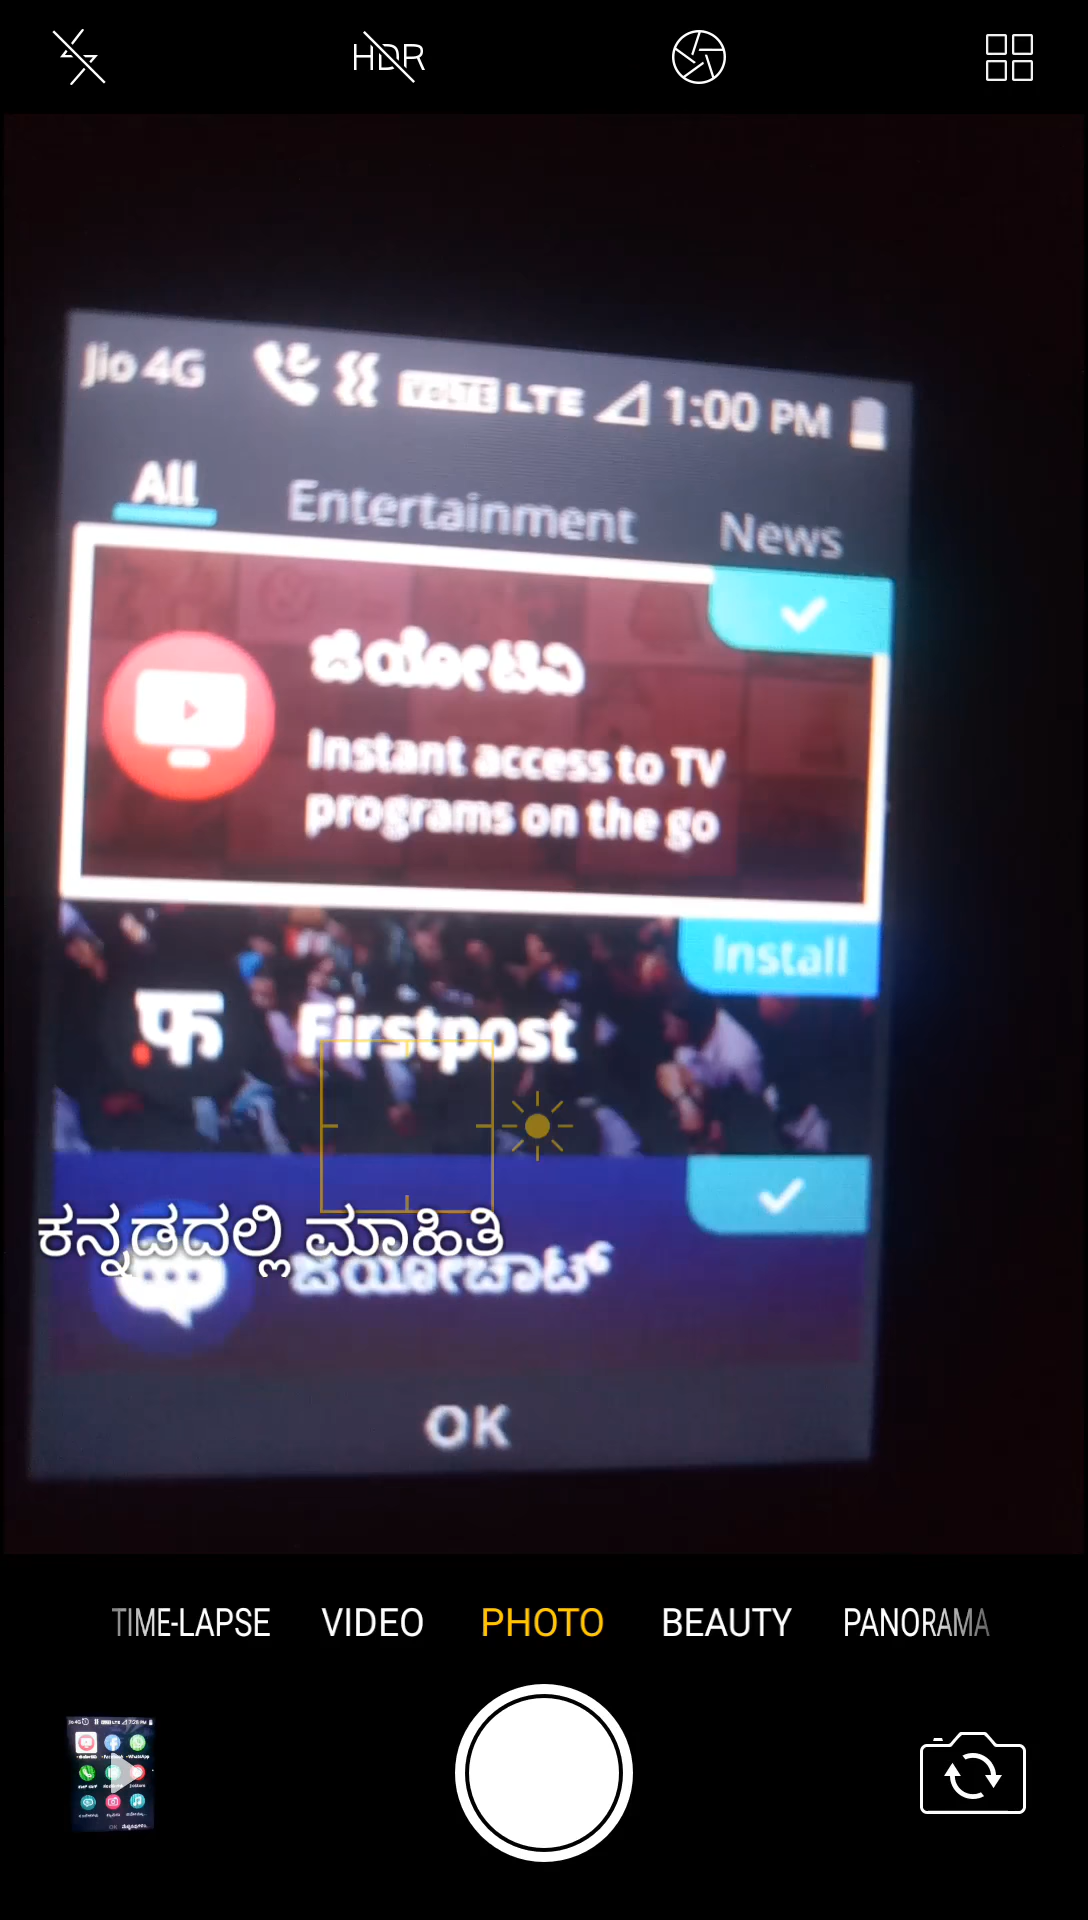 HDR
Jio 4G VOLTE LTE 1:00 PM
All Entertainment News
ಜಿಯೋಟಿವಿ
Instant access to TV
programs on the go
Install
फ Firstpost
ಕನ್ನಡದಲ್ಲಿ ಮಾಹಿತಿ
ಜಿಯೋಚಾಟ್
OK
TIME-LAPSE VIDEO PHOTO BEAUTY PANORAMA